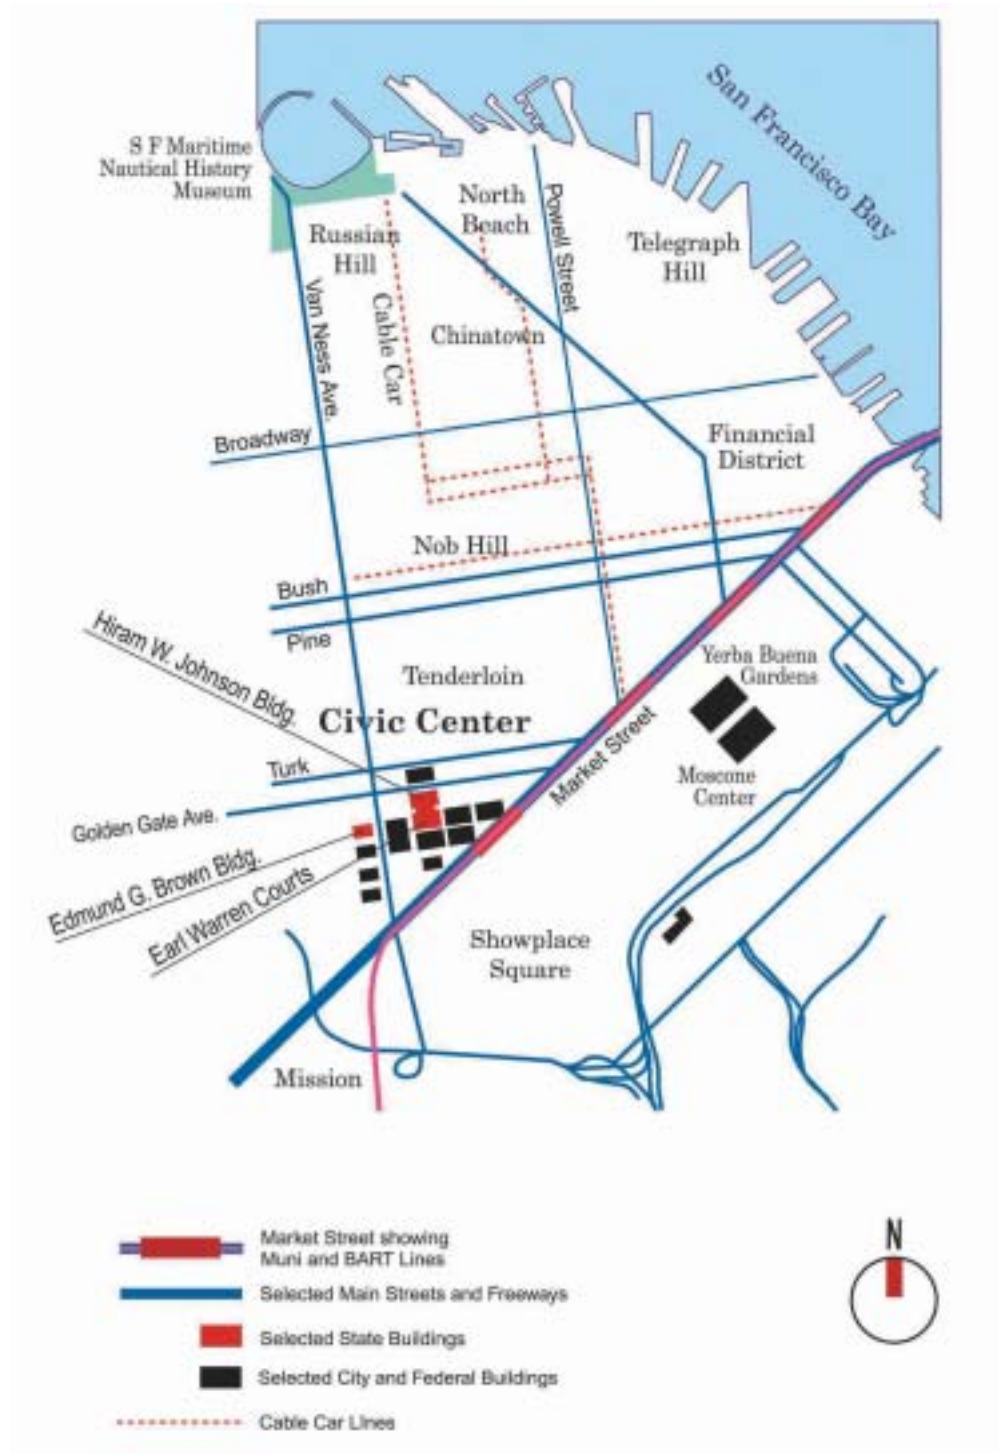 San Francisco Bay
S F Maritime
Nautical History
Museum
North
Beach
Powell Street
Telegraph
Hill
Russian
Hill
Van Ness Ave.
Cable Car
Chinatown
Broadway
Financial
District
Nob Hill
Bush
Pine
Hiram W. Johnson Bldg.
Tenderloin
Yerba Buena
Gardens
Civic Center
Market Street
Turk
Moscone
Center
Golden Gate Ave.
Edmund G. Brown Bldg.
Earl Warren Courts
Showplace
Square
Mission
Market Street showing
Muni and BART Lines
N
Selected Main Streets and Freeways
Selected State Buildings
Selected City and Federal Buildings
Cable Car LInes